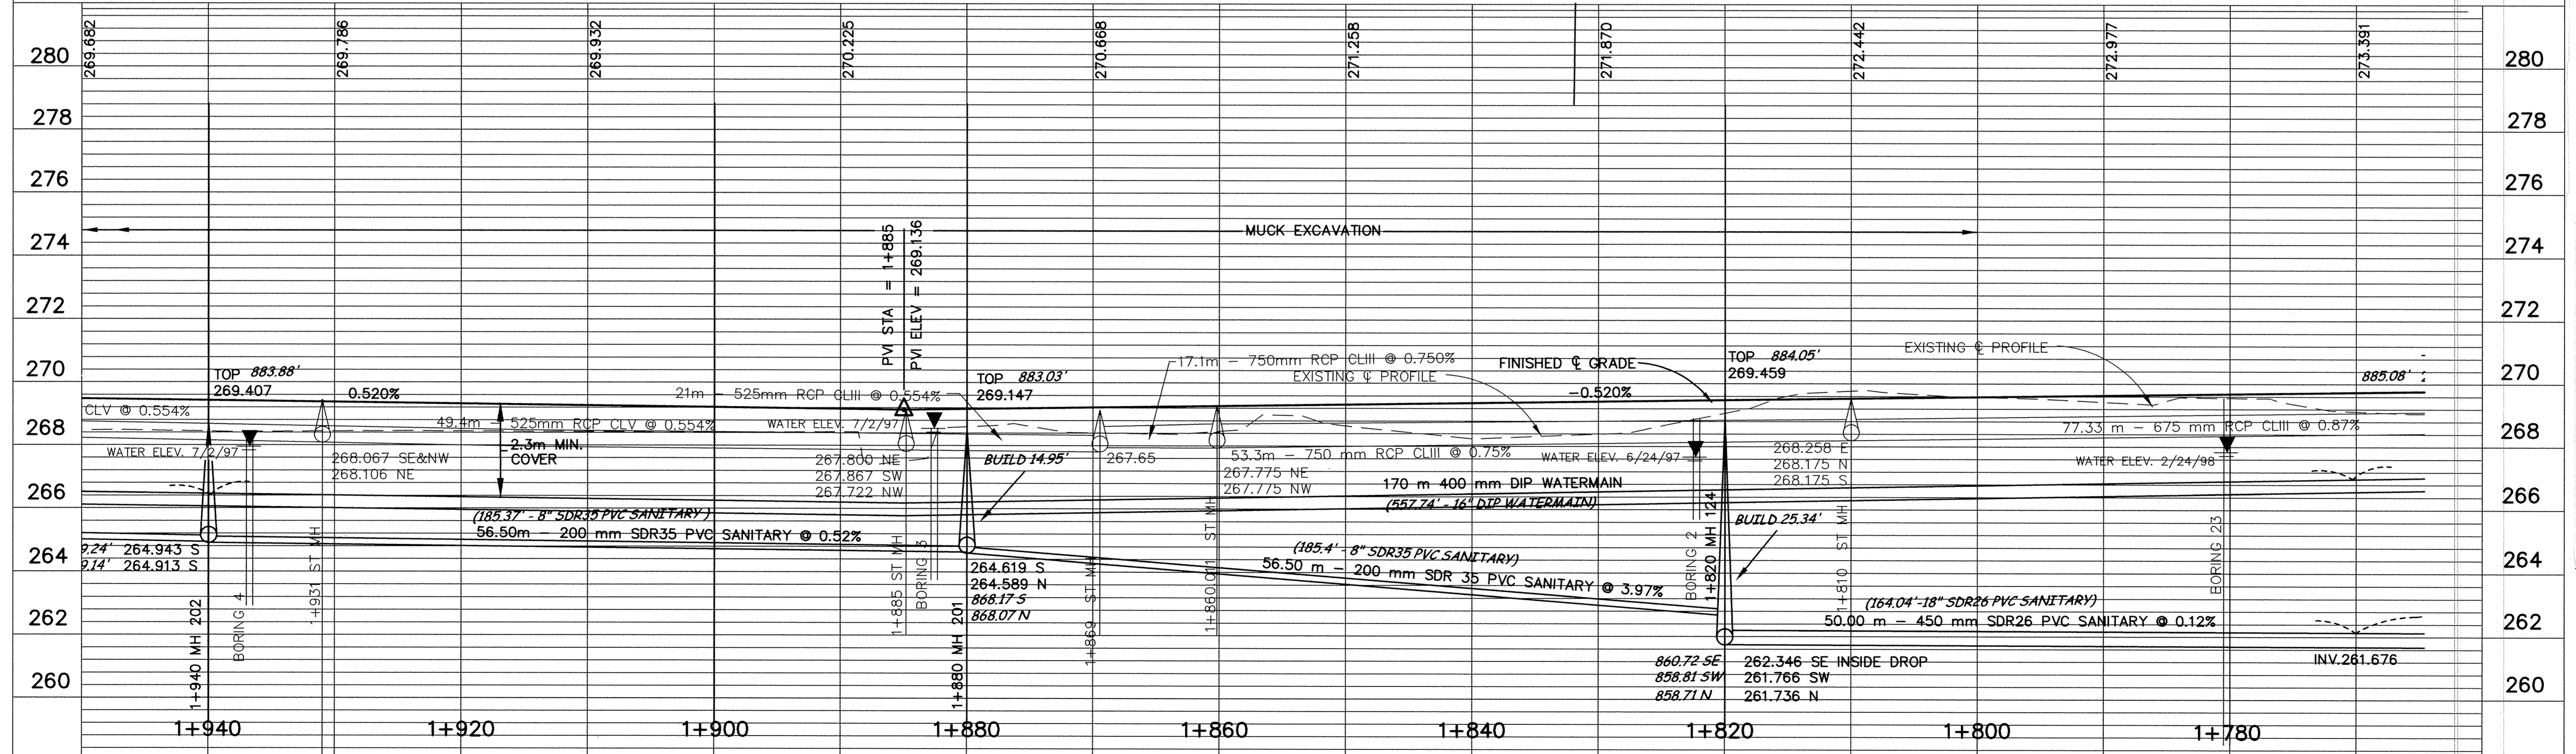 269.682
269.786
269.932
270.225
270.668
271.258
271.870
272.442
272.977
273.391
280
280
278
278
276
276
274
274
272
272
270
270
268
268
266
266
264
264
262
262
260
260
MUCK EXCAVATION
PVI STA = 1+885
PVI ELEV = 269.136
TOP 883.88'
269.407
0.520%
CLV @ 0.554%
49.4m - 525mm RCP CLV @ 0.554%
21m - 525mm RCP CLIII @ 0.554%
WATER ELEV. 7/2/97
WATER ELEV. 7/2/97
2.3m MIN.
COVER
268.067 SE&NW
268.106 NE
267.800 NE
267.867 SW
267.722 NW
TOP 883.03'
269.147
BUILD 14.95'
267.65
17.1m - 750mm RCP CLIII @ 0.750%
EXISTING ℄ PROFILE
FINISHED ℄ GRADE
-0.520%
53.3m - 750 mm RCP CLIII @ 0.75%
267.775 NE
267.775 NW
WATER ELEV. 6/24/97
170 m 400 mm DIP WATERMAIN
(557.74' - 16" DIP WATERMAIN)
TOP 884.05'
269.459
EXISTING ℄ PROFILE
885.08'
268.258 E
268.175 N
268.175 S
77.33 m - 675 mm RCP CLIII @ 0.87%
WATER ELEV. 2/24/98
BUILD 25.34'
(185.37' - 8" SDR35 PVC SANITARY)
56.50m - 200 mm SDR35 PVC SANITARY @ 0.52%
9.24' 264.943 S
9.14' 264.913 S
264.619 S
264.589 N
868.17 S
868.07 N
(185.4' - 8" SDR35 PVC SANITARY)
56.50 m - 200 mm SDR 35 PVC SANITARY @ 3.97%
(164.04'-18" SDR26 PVC SANITARY)
50.00 m - 450 mm SDR26 PVC SANITARY @ 0.12%
860.72 SE 262.346 SE INSIDE DROP
858.81 SW 261.766 SW
858.71 N 261.736 N
INV.261.676
1+940 MH 202
BORING 4
1+931 ST MH
1+885 ST MH
BORING 3
1+880 MH 201
1+869 ST MH
1+860.011 ST MH
BORING 2
1+820 MH 124
1+810 ST MH
BORING 23
1+940
1+920
1+900
1+880
1+860
1+840
1+820
1+800
1+780